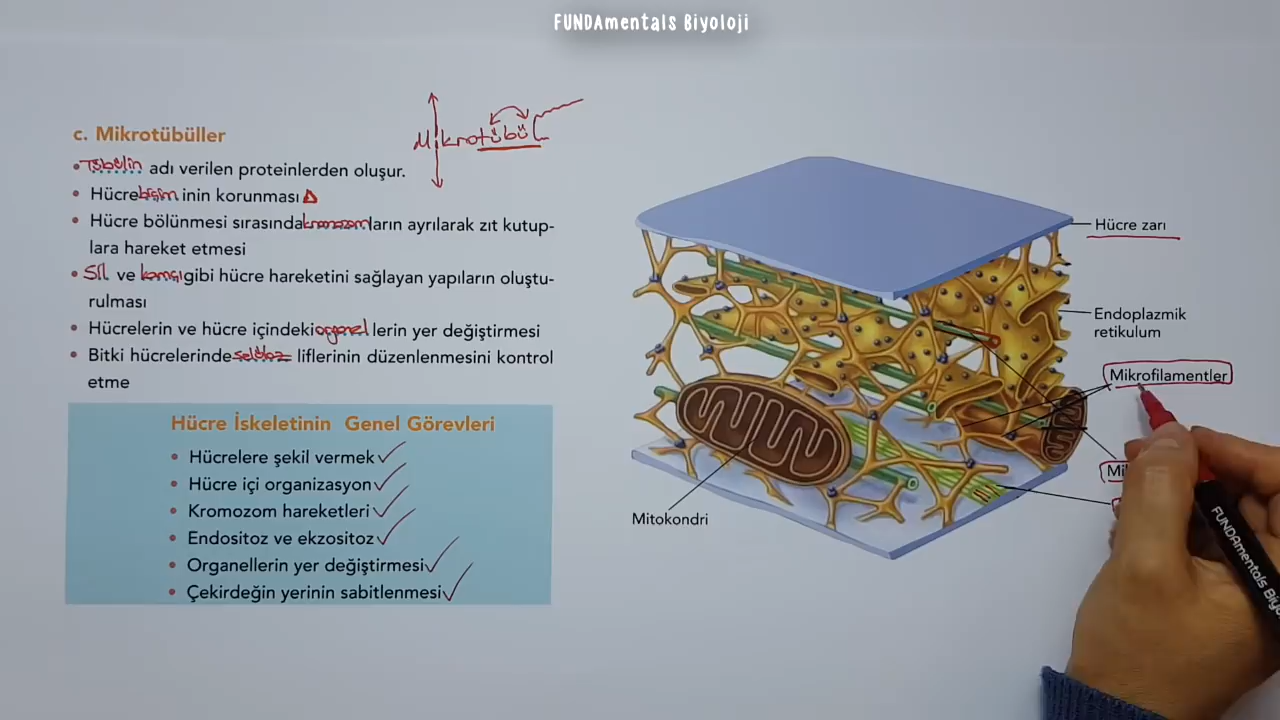 FUNDAmentals Biyoloji
c. Mikrotübüller
Mikrotübül
• Tübülin adı verilen proteinlerden oluşur.
• Hücre biçim inin korunması
• Hücre bölünmesi sırasında kromozom ların ayrılarak zıt kutup-
lara hareket etmesi
• Sil ve kamçı gibi hücre hareketini sağlayan yapıların oluştu-
rulması
• Hücrelerin ve hücre içindeki organel lerin yer değiştirmesi
• Bitki hücrelerinde selüloz liflerinin düzenlenmesini kontrol
etme
Hücre İskeletinin Genel Görevleri
• Hücrelere şekil vermek
• Hücre içi organizasyon
• Kromozom hareketleri
• Endositoz ve ekzositoz
• Organellerin yer değiştirmesi
• Çekirdeğin yerinin sabitlenmesi
Hücre zarı
Endoplazmik
retikulum
Mikrofilamentler
Mitokondri
FUNDAmentals